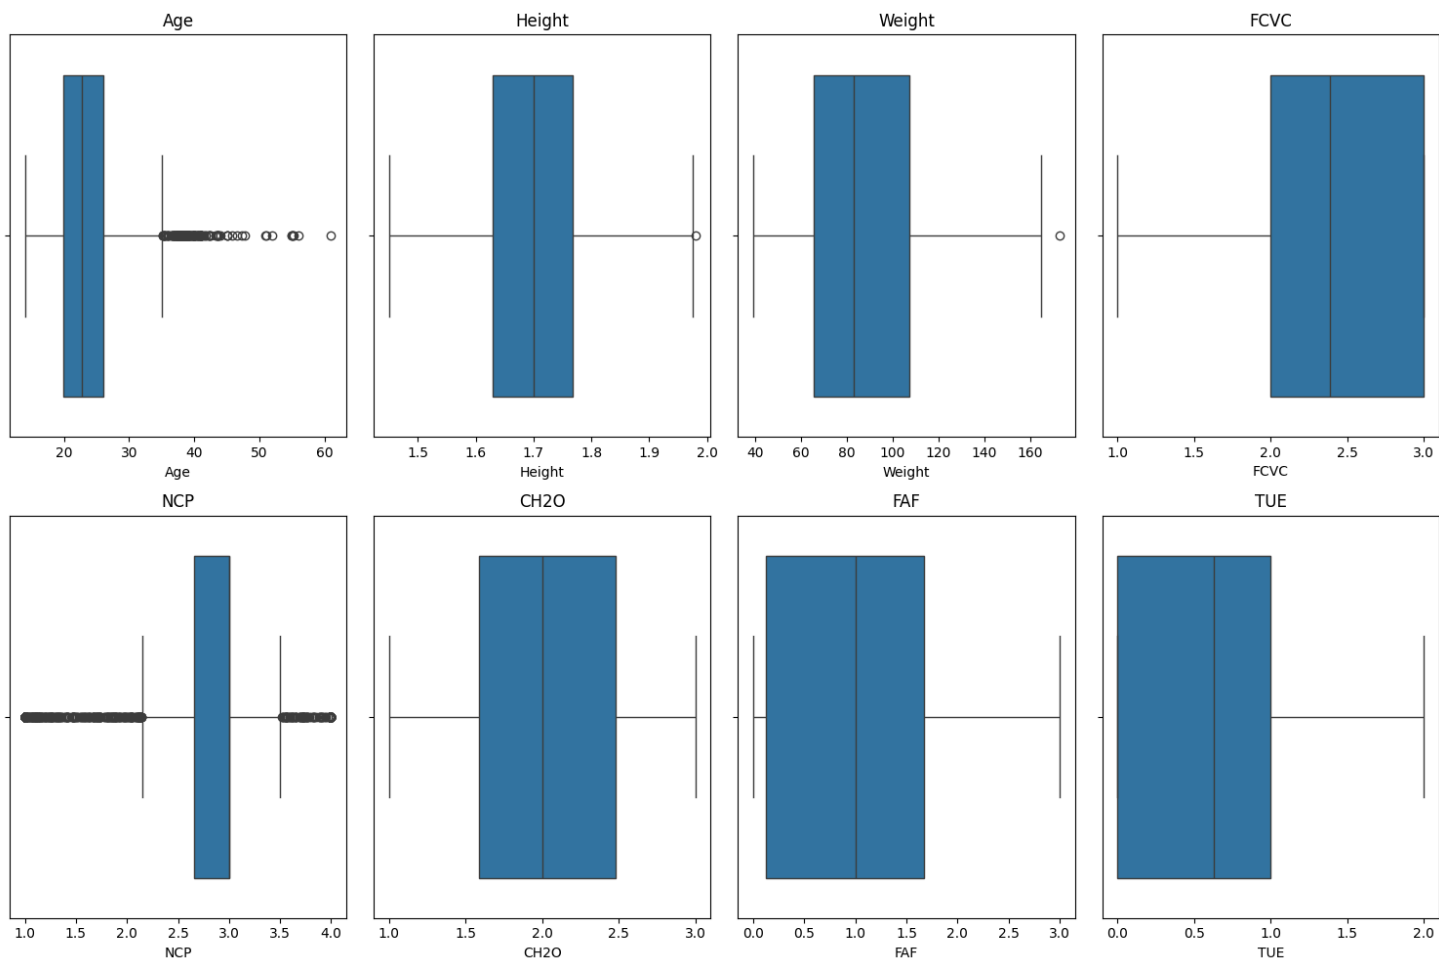 Age Height Weight FCVC
20 30 40 50 60 1.5 1.6 1.7 1.8 1.9 2.0 40 60 80 100 120 140 160 1.0 1.5 2.0 2.5 3.0
Age Height Weight FCVC
NCP CH2O FAF TUE
1.0 1.5 2.0 2.5 3.0 3.5 4.0 1.0 1.5 2.0 2.5 3.0 0.0 0.5 1.0 1.5 2.0 2.5 3.0 0.0 0.5 1.0 1.5 2.0
NCP CH2O FAF TUE